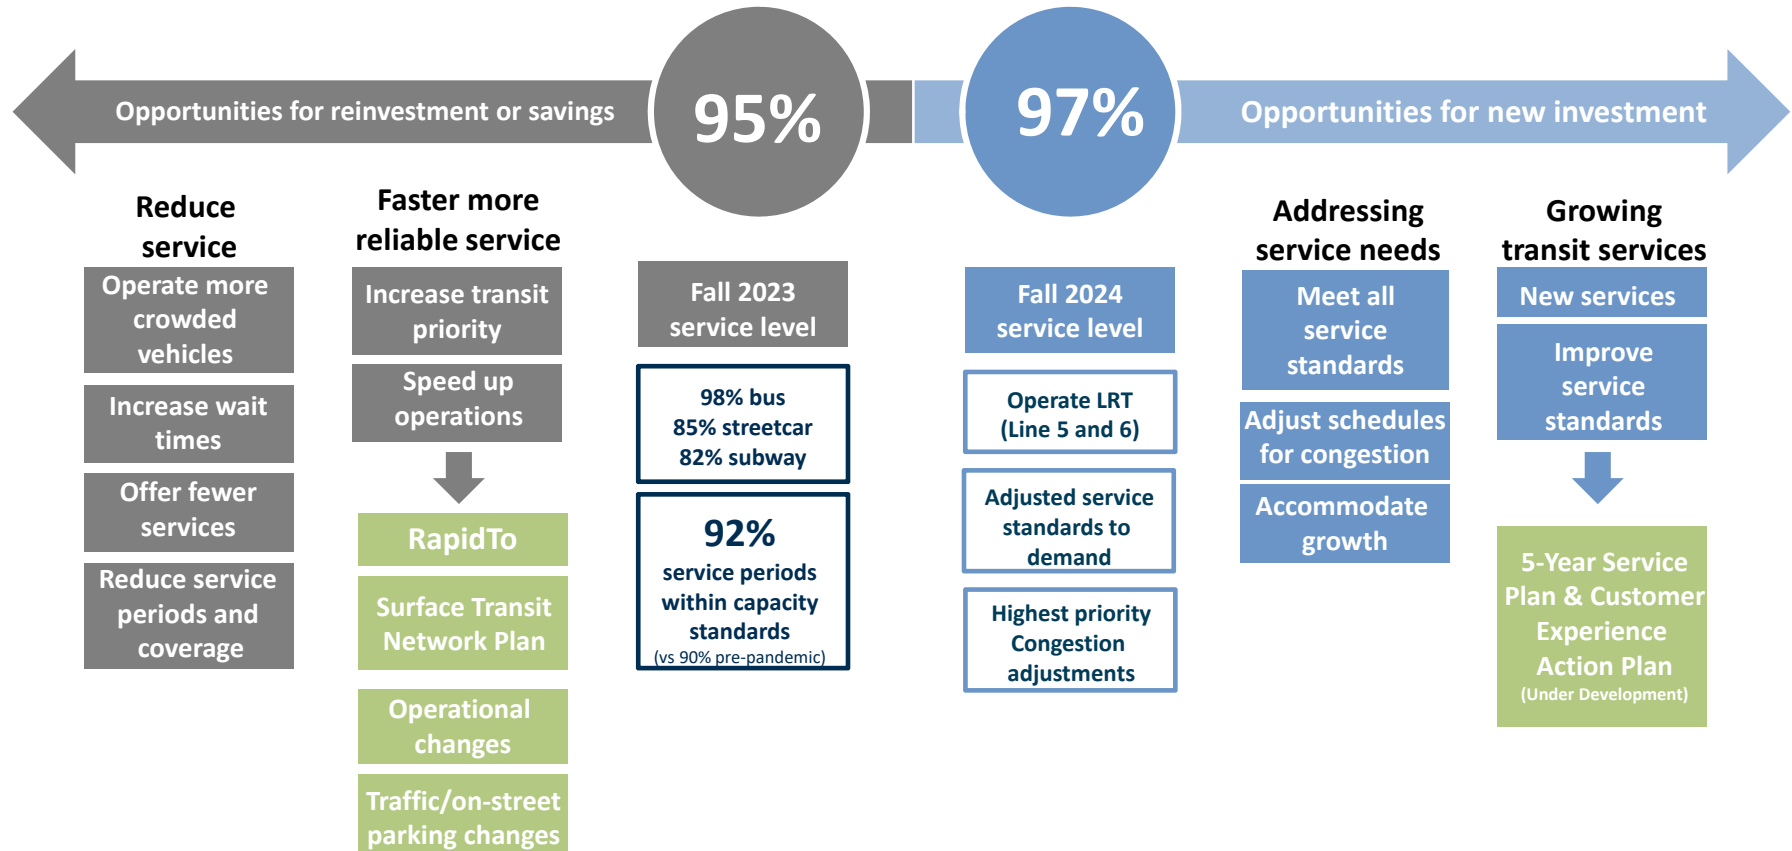 Opportunities for reinvestment or savings
95%
97%
Opportunities for new investment
Reduce
service
Operate more
crowded
vehicles
Increase wait
times
Offer fewer
services
Reduce service
periods and
coverage
Faster more
reliable service
Increase transit
priority
Speed up
operations
RapidTo
Surface Transit
Network Plan
Operational
changes
Traffic/on-street
parking changes
Fall 2023
service level
98% bus
85% streetcar
82% subway
92%
service periods
within capacity
standards
(vs 90% pre-pandemic)
Fall 2024
service level
Operate LRT
(Line 5 and 6)
Adjusted service
standards to
demand
Highest priority
Congestion
adjustments
Addressing
service needs
Meet all
service
standards
Adjust schedules
for congestion
Accommodate
growth
Growing
transit services
New services
Improve
service
standards
5-Year Service
Plan & Customer
Experience
Action Plan
(Under Development)